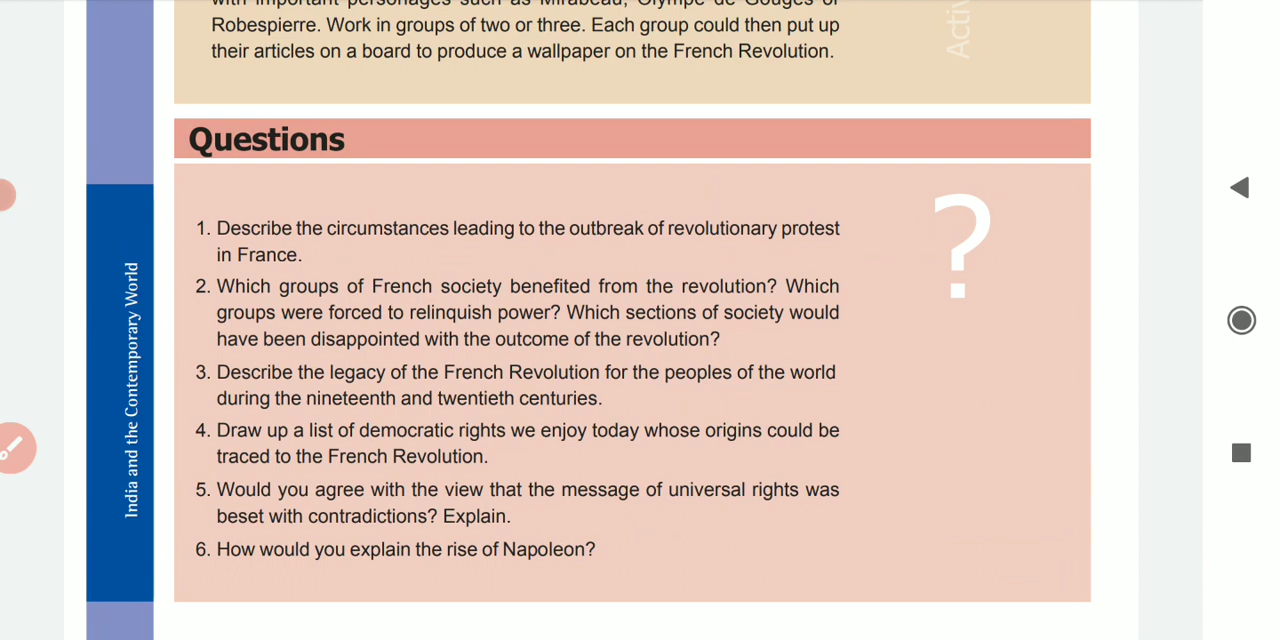 Robespierre. Work in groups of two or three. Each group could then put up
their articles on a board to produce a wallpaper on the French Revolution.
Activ
Questions
?
1. Describe the circumstances leading to the outbreak of revolutionary protest
in France.
2. Which groups of French society benefited from the revolution? Which
groups were forced to relinquish power? Which sections of society would
have been disappointed with the outcome of the revolution?
3. Describe the legacy of the French Revolution for the peoples of the world
during the nineteenth and twentieth centuries.
4. Draw up a list of democratic rights we enjoy today whose origins could be
traced to the French Revolution.
5. Would you agree with the view that the message of universal rights was
beset with contradictions? Explain.
6. How would you explain the rise of Napoleon?
India and the Contemporary World